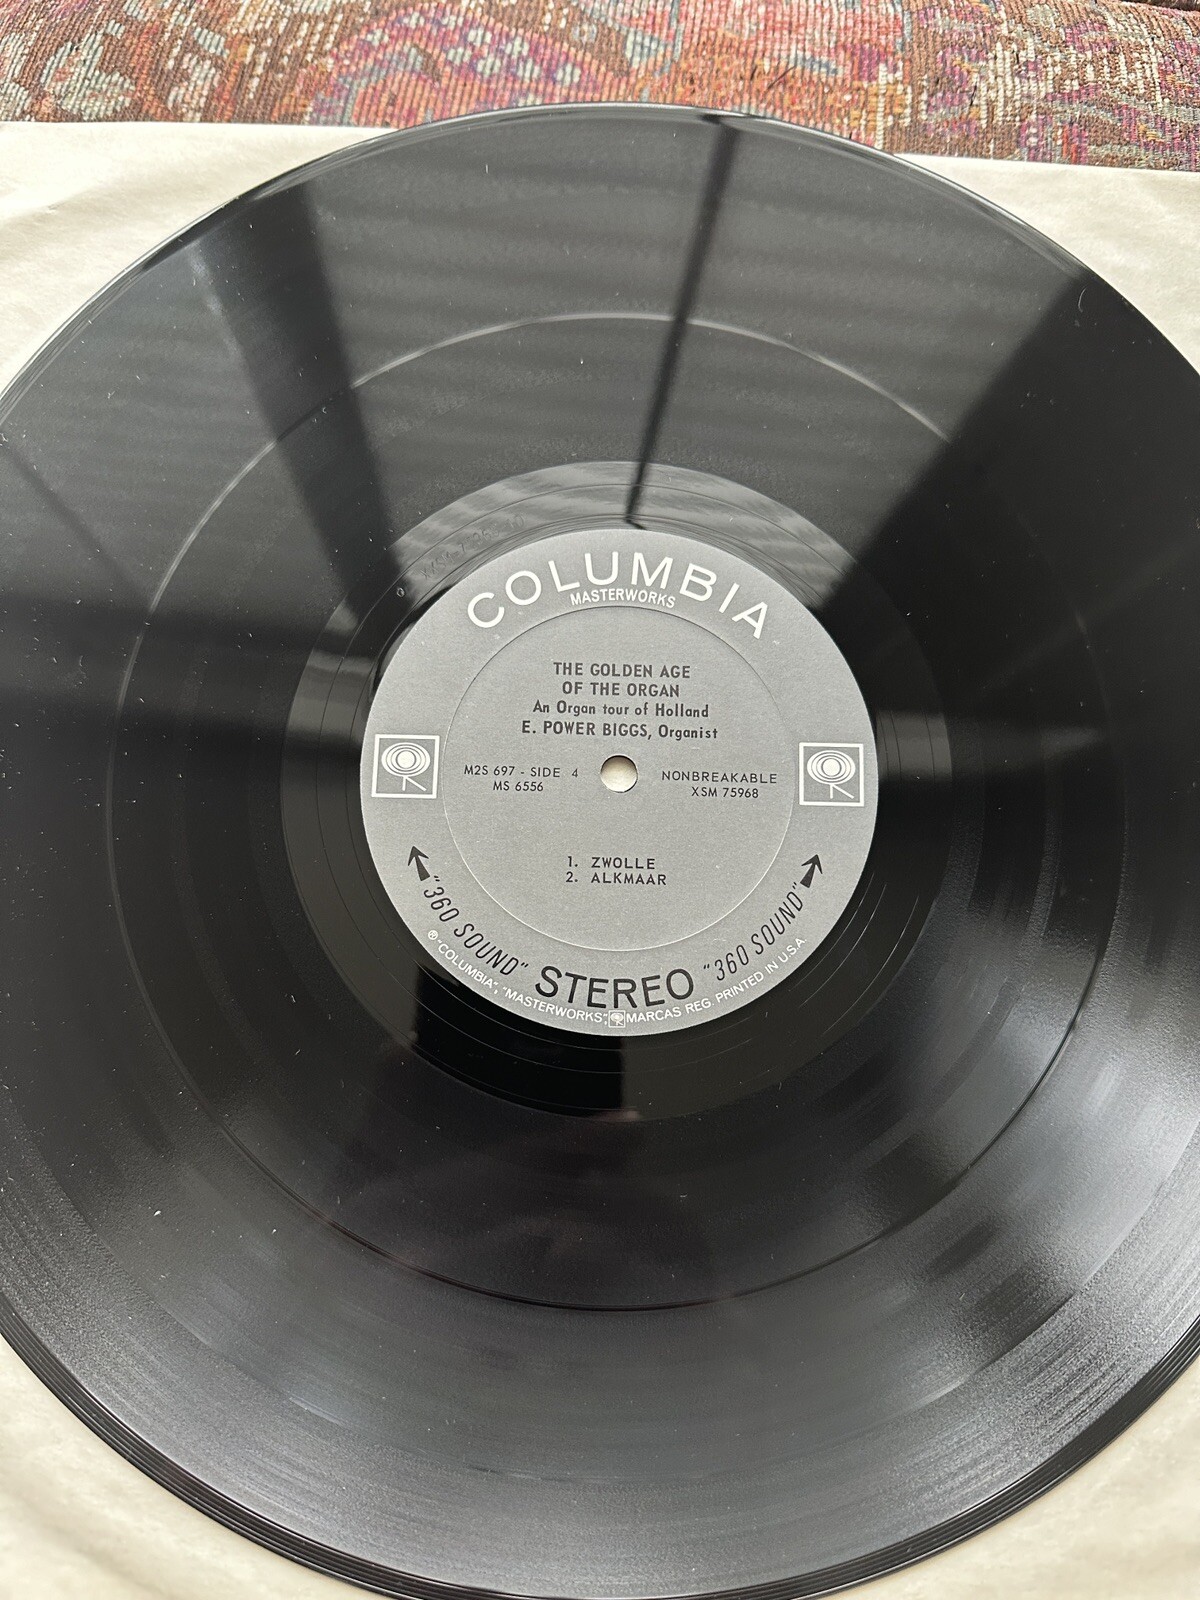 COLUMBIA
MASTERWORKS
THE GOLDEN AGE
OF THE ORGAN
An Organ tour of Holland
E. POWER BIGGS, Organist
M2S 697 - SIDE 4
MS 6556
NONBREAKABLE
XSM 75968
1. ZWOLLE
2. ALKMAAR
"360 SOUND" STEREO "360 SOUND"
® "COLUMBIA", "MASTERWORKS", MARCAS REG. PRINTED IN U.S.A.